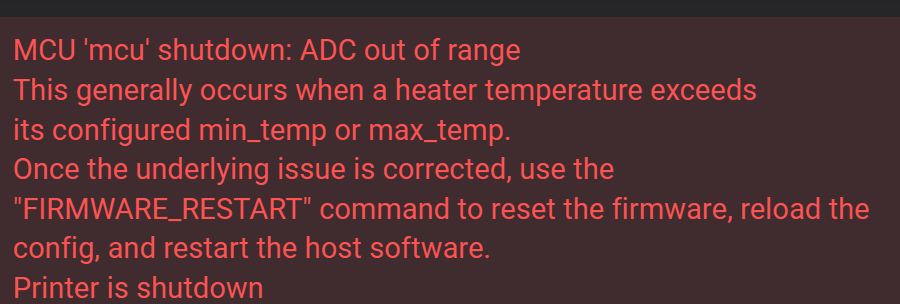 MCU 'mcu' shutdown: ADC out of range
This generally occurs when a heater temperature exceeds
its configured min_temp or max_temp.
Once the underlying issue is corrected, use the
"FIRMWARE_RESTART" command to reset the firmware, reload the
config, and restart the host software.
Printer is shutdown